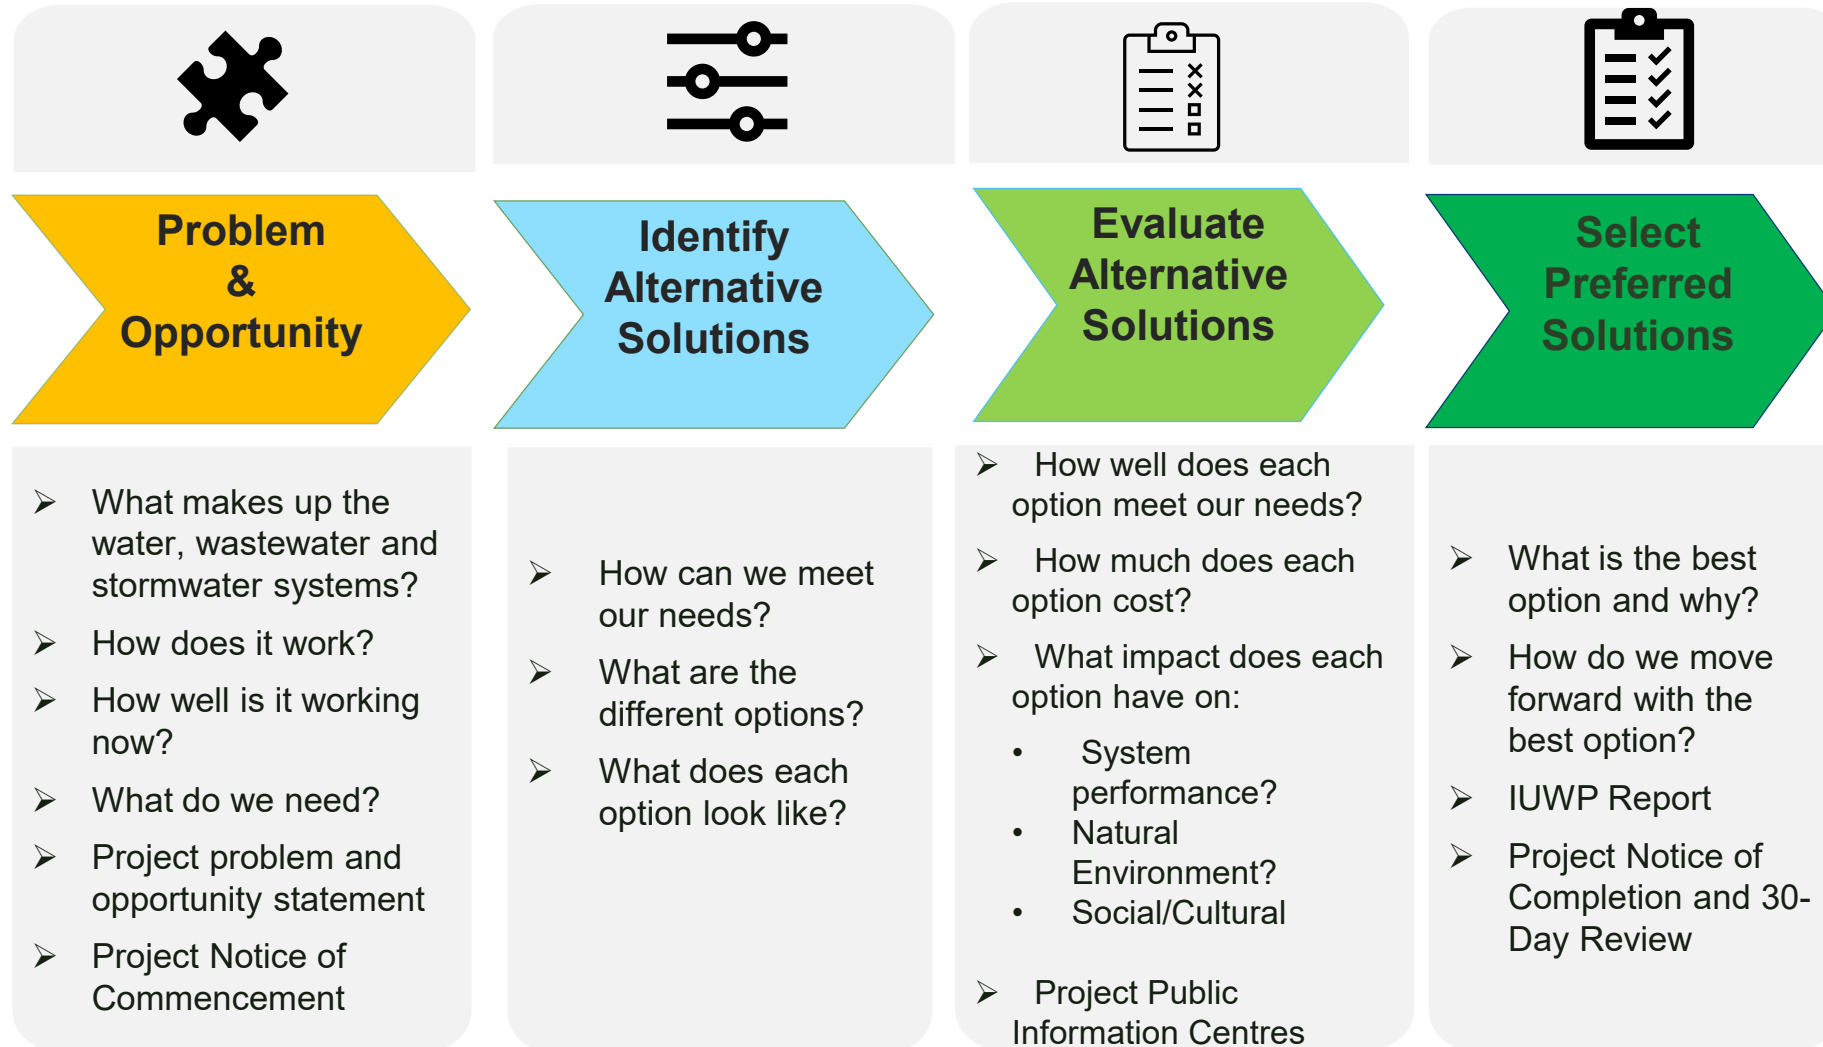 Problem
&
Opportunity
Identify
Alternative
Solutions
Evaluate
Alternative
Solutions
Select
Preferred
Solutions
➢ What makes up the
water, wastewater and
stormwater systems?
➢ How does it work?
➢ How well is it working
now?
➢ What do we need?
➢ Project problem and
opportunity statement
➢ Project Notice of
Commencement
➢ How can we meet
our needs?
➢ What are the
different options?
➢ What does each
option look like?
➢ How well does each
option meet our needs?
➢ How much does each
option cost?
➢ What impact does each
option have on:
• System
performance?
• Natural
Environment?
• Social/Cultural
➢ Project Public
Information Centres
➢ What is the best
option and why?
➢ How do we move
forward with the
best option?
➢ IUWP Report
➢ Project Notice of
Completion and 30-
Day Review